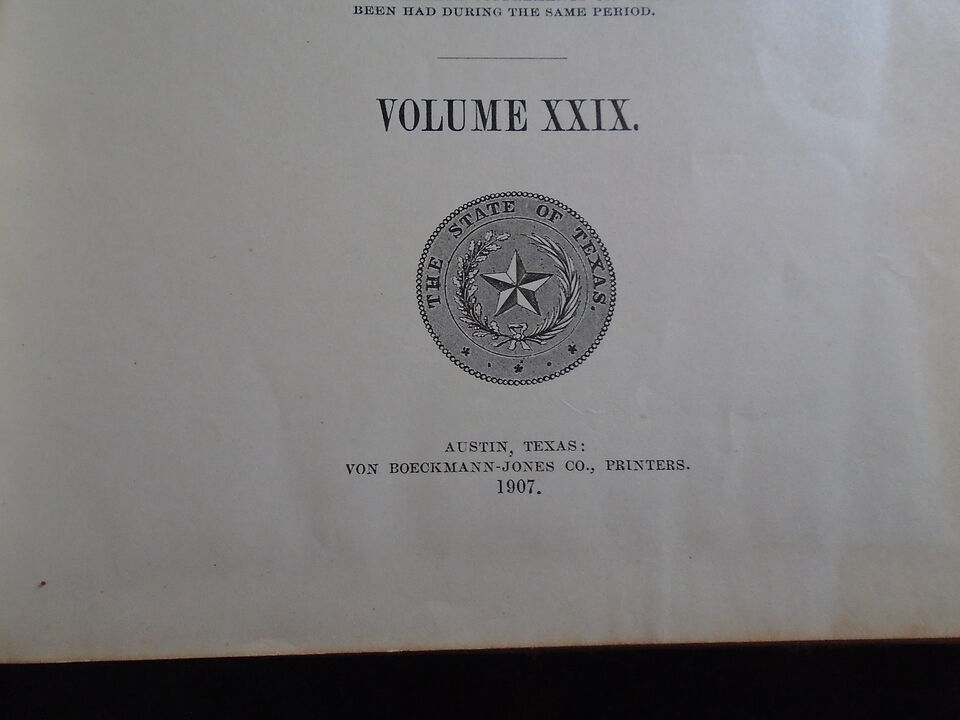 BEEN HAD DURING THE SAME PERIOD.
VOLUME XXIX.
THE STATE OF TEXAS.
AUSTIN, TEXAS:
VON BOECKMANN-JONES CO., PRINTERS.
1907.